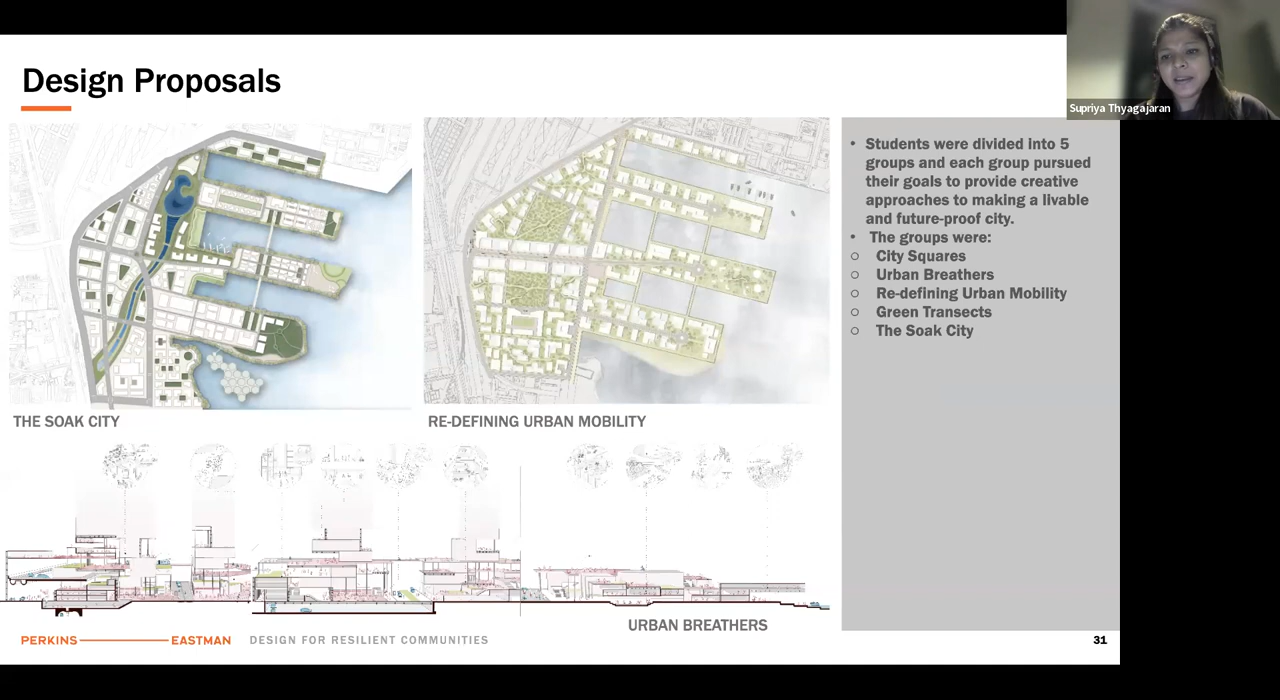 Design Proposals
Supriya Thyagajaran
THE SOAK CITY
RE-DEFINING URBAN MOBILITY
URBAN BREATHERS
• Students were divided into 5
groups and each group pursued
their goals to provide creative
approaches to making a livable
and future-proof city.
• The groups were:
○ City Squares
○ Urban Breathers
○ Re-defining Urban Mobility
○ Green Transects
○ The Soak City
PERKINS EASTMAN DESIGN FOR RESILIENT COMMUNITIES
31